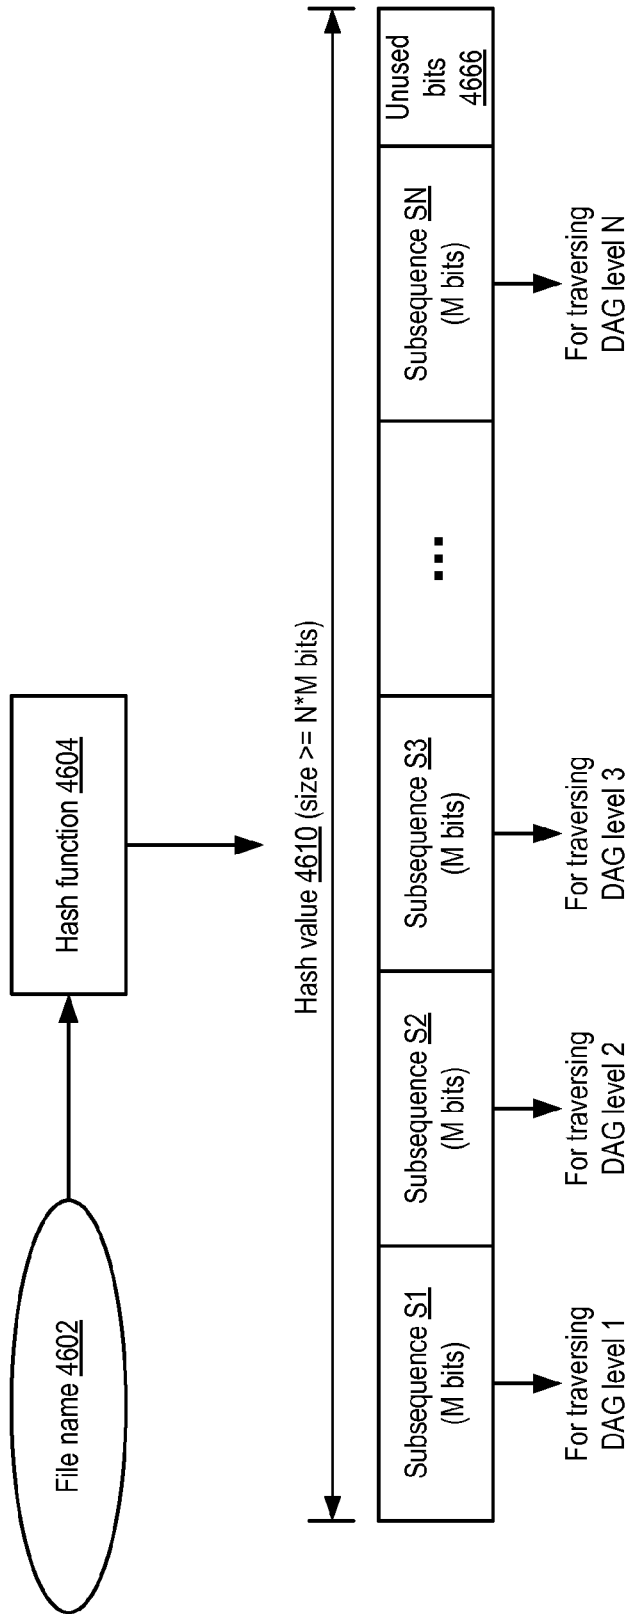 File name 4602
Hash function 4604
Hash value 4610 (size >= N*M bits)
Subsequence S1
(M bits)
Subsequence S2
(M bits)
Subsequence S3
(M bits)
...
Subsequence SN
(M bits)
Unused
bits
4666
For traversing
DAG level 1
For traversing
DAG level 2
For traversing
DAG level 3
For traversing
DAG level N